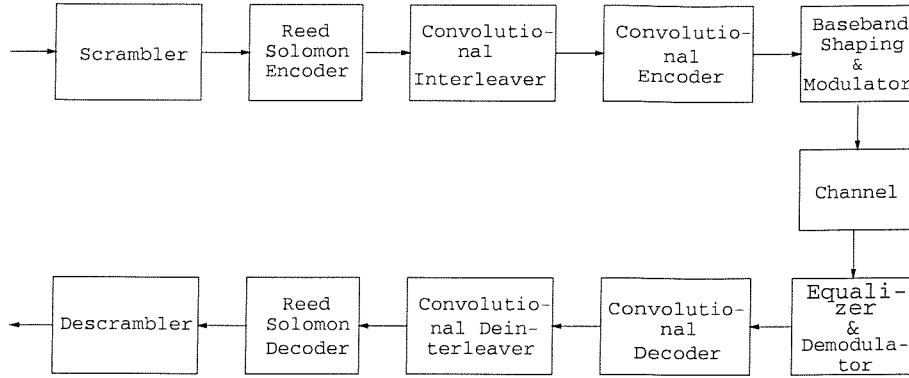 Scrambler
Reed
Solomon
Encoder
Convolutio-
nal
Interleaver
Convolutio-
nal
Encoder
Baseband
Shaping
&
Modulator
Channel
Equali-
zer
&
Demodula-
tor
Convolutio-
nal
Decoder
Convolutio-
nal Dein-
terleaver
Reed
Solomon
Decoder
Descrambler